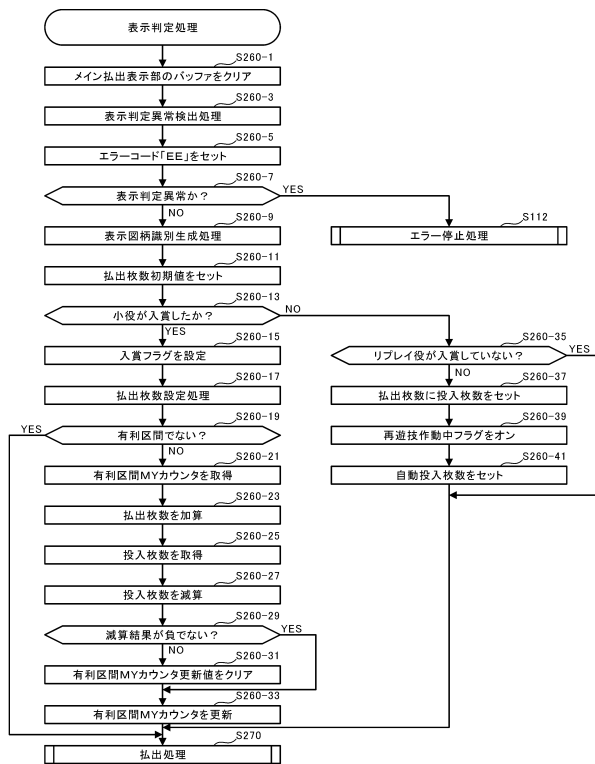 表示判定処理
S260-1
メイン払出表示部のバッファをクリア
S260-3
表示判定異常検出処理
S260-5
エラーコード「EE」をセット
S260-7
表示判定異常か？
YES
NO
S260-9
表示図柄識別生成処理
S112
エラー停止処理
S260-11
払出枚数初期値をセット
S260-13
小役が入賞したか？
NO
YES
S260-15
入賞フラグを設定
S260-35
リプレイ役が入賞していない？
YES
NO
S260-17
払出枚数設定処理
S260-37
払出枚数に投入枚数をセット
S260-19
有利区間でない？
YES
NO
S260-39
再遊技作動中フラグをオン
S260-21
有利区間MYカウンタを取得
S260-41
自動投入枚数をセット
S260-23
払出枚数を加算
S260-25
投入枚数を取得
S260-27
投入枚数を減算
S260-29
減算結果が負でない？
YES
NO
S260-31
有利区間MYカウンタ更新値をクリア
S260-33
有利区間MYカウンタを更新
S270
払出処理